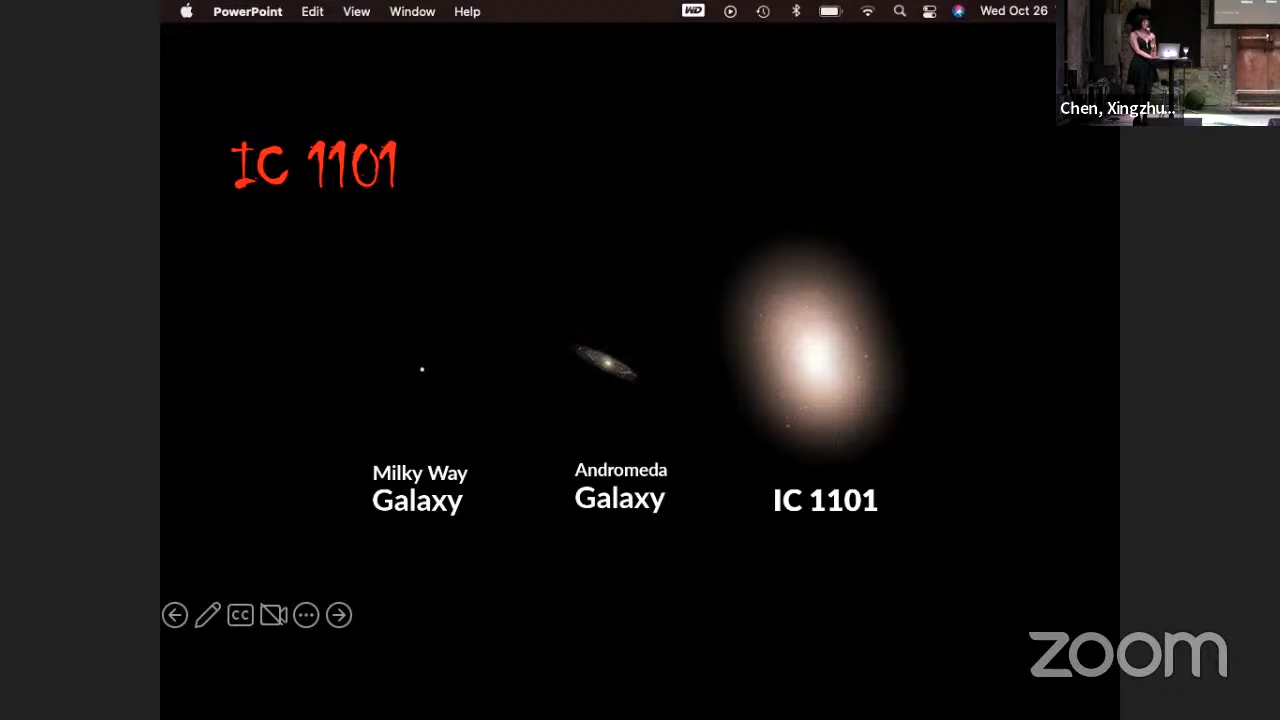 PowerPoint Edit View Window Help WD Wed Oct 26
Chen, Xingzhu...
IC 1101
Milky Way
Galaxy
Andromeda
Galaxy
IC 1101
CC
zoom